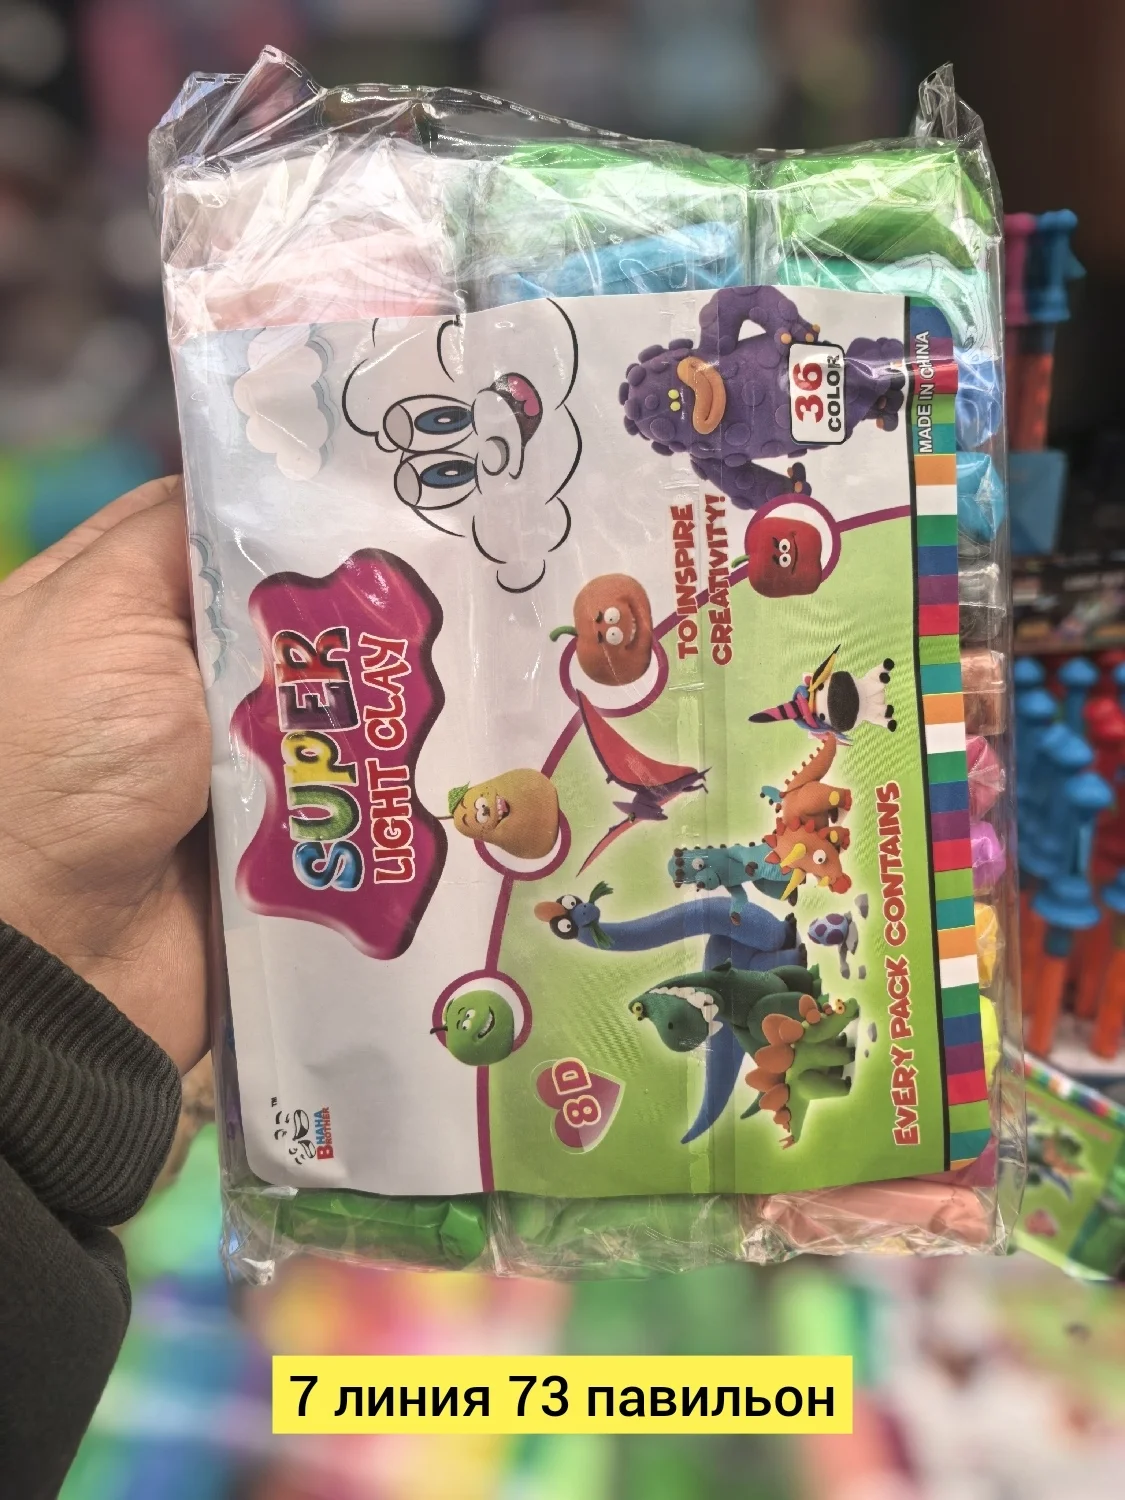 SUPER
LIGHT CLAY
36
COLOR
MADE IN CHINA
TO INSPIRE
CREATIVITY!
EVERY PACK CONTAINS
8D
HAHA
BROTHER
TM
7 линия 73 павильон